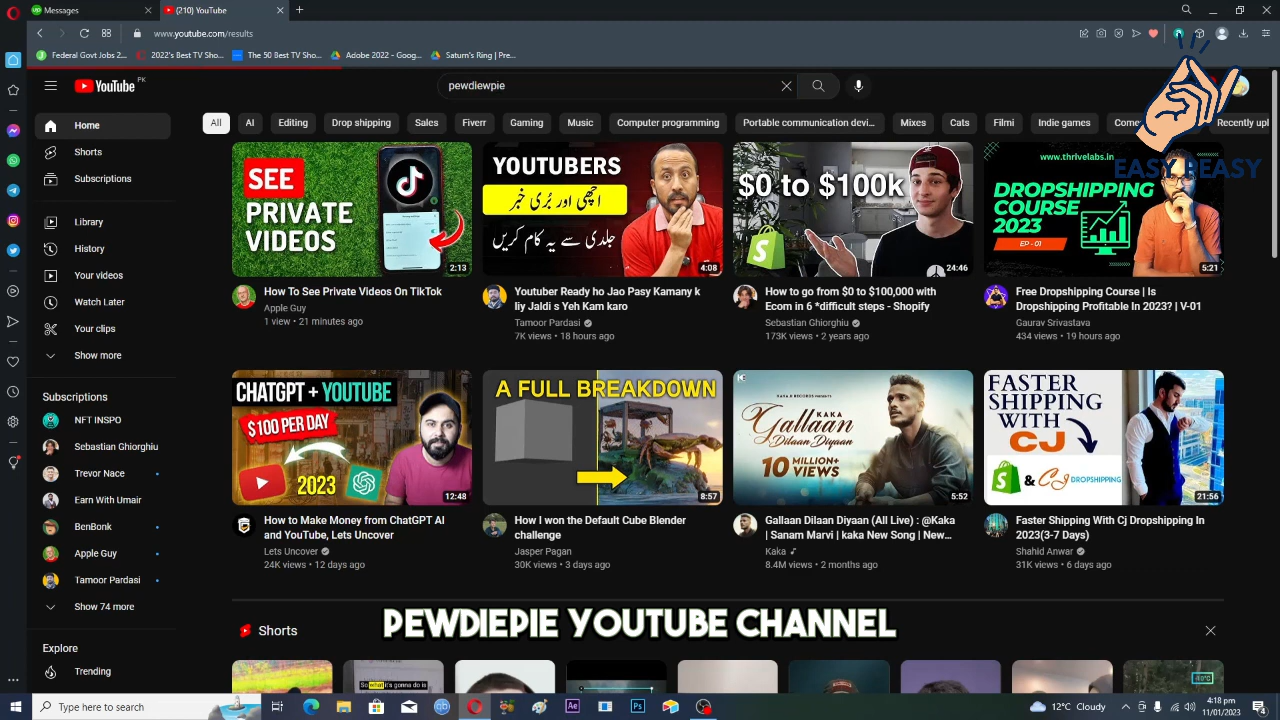 Messages
(210) YouTube
www.youtube.com/results
Federal Govt Jobs 2...
2022's Best TV Sho...
The 50 Best TV Sho...
Adobe 2022 - Goog...
Saturn's Ring | Pre...
YouTube PK
pewdiewpie
EASY PEASY
All
AI
Editing
Drop shipping
Sales
Fiverr
Gaming
Music
Computer programming
Portable communication devi...
Mixes
Cats
Filmi
Indie games
Recently upl
Home
Shorts
Subscriptions
Library
History
Your videos
Watch Later
Your clips
Show more
Subscriptions
NFT INSPO
Sebastian Ghiorghiu
Trevor Nace
Earn With Umair
BenBonk
Apple Guy
Tamoor Pardasi
Show 74 more
Explore
Trending
SEE
PRIVATE
VIDEOS
2:13
How To See Private Videos On TikTok
Apple Guy
1 view • 21 minutes ago
YOUTUBERS
اچھی اور بُری خبر
جلدی سے یہ کام کریں
4:08
Youtuber Ready ho Jao Pasy Kamany k
liy Jaldi s Yeh Kam karo
Tamoor Pardasi
7K views • 18 hours ago
$0 to $100k
24:46
How to go from $0 to $100,000 with
Ecom in 6 *difficult steps - Shopify
Sebastian Ghiorghiu
173K views • 2 years ago
www.thrivelabs.in
DROPSHIPPING
COURSE
2023
EP - 01
5:21
Free Dropshipping Course | Is
Dropshipping Profitable In 2023? | V-01
Gaurav Srivastava
434 views • 19 hours ago
CHATGPT + YOUTUBE
$100 PER DAY
2023
12:48
How to Make Money from ChatGPT AI
and YouTube, Lets Uncover
Lets Uncover
24K views • 12 days ago
A FULL BREAKDOWN
8:57
How I won the Default Cube Blender
challenge
Jasper Pagan
30K views • 3 days ago
KAKA
Gallaan
Dilaan Diyaan
10 MILLION+
VIEWS
5:52
Gallaan Dilaan Diyaan (All Live) : @Kaka
| Sanam Marvi | kaka New Song | New...
Kaka
8.4M views • 2 months ago
FASTER
SHIPPING
WITH
CJ
& CJ DROPSHIPPING
21:56
Faster Shipping With Cj Dropshipping In
2023(3-7 Days)
Shahid Anwar
31K views • 6 days ago
Shorts
PEWDIEPIE YOUTUBE CHANNEL
So what it's gonna do is
Type here to search
12°C Cloudy
4:18 pm
11/01/2023